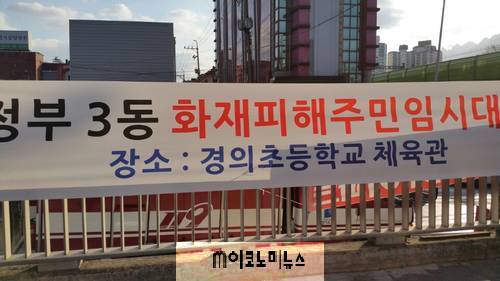 정부 3동 화재피해주민임시대
장소 : 경의초등학교 체육관
M이코노미뉴스